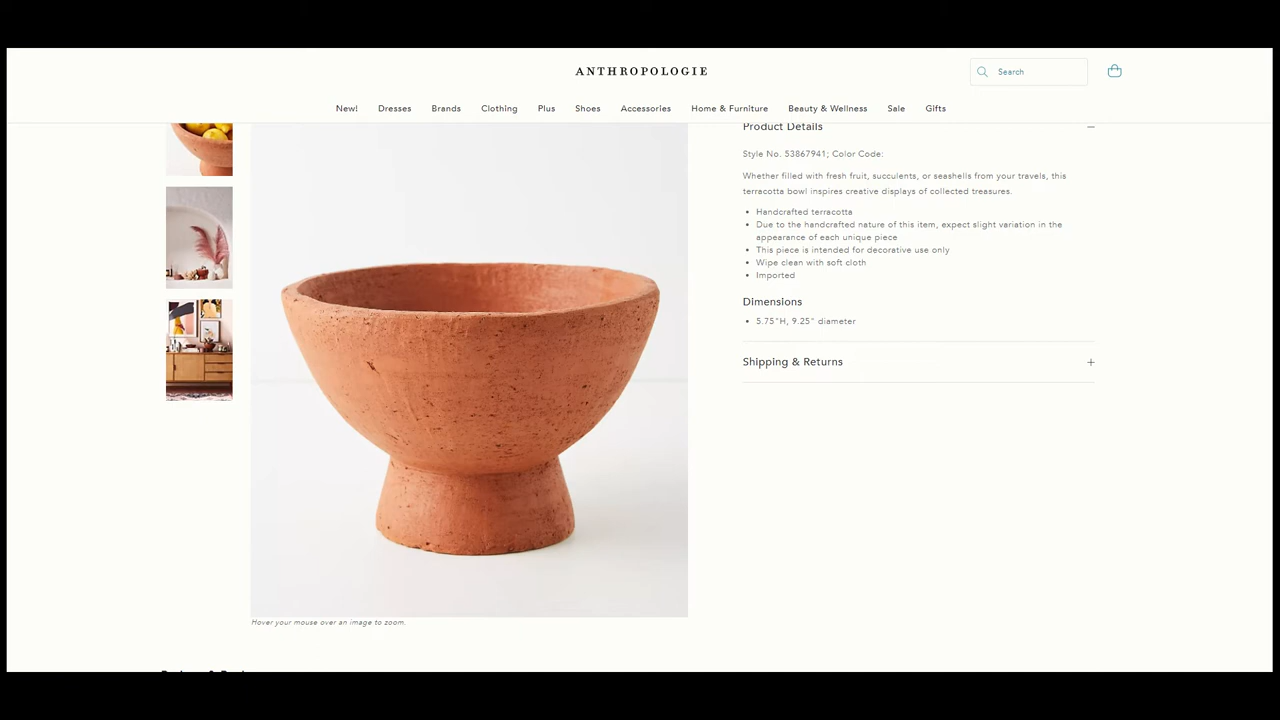 ANTHROPOLOGIE
Search
New! Dresses Brands Clothing Plus Shoes Accessories Home & Furniture Beauty & Wellness Sale Gifts
Product Details
Style No. 53867941; Color Code:
Whether filled with fresh fruit, succulents, or seashells from your travels, this
terracotta bowl inspires creative displays of collected treasures.
• Handcrafted terracotta
• Due to the handcrafted nature of this item, expect slight variation in the
appearance of each unique piece
• This piece is intended for decorative use only
• Wipe clean with soft cloth
• Imported
Dimensions
• 5.75"H, 9.25" diameter
Shipping & Returns
Hover your mouse over an image to zoom.